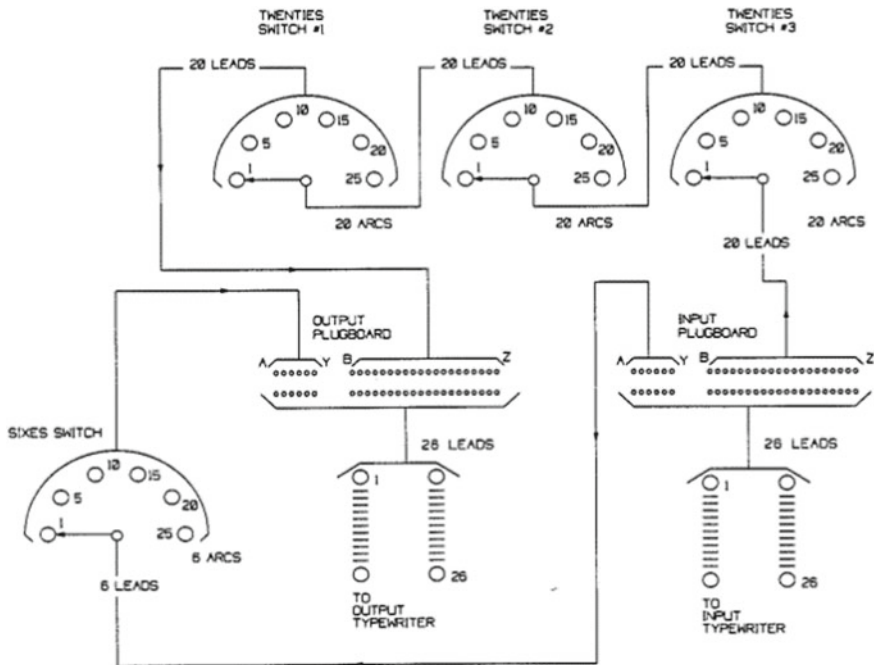 TWENTIES
SWITCH #1
TWENTIES
SWITCH #2
TWENTIES
SWITCH #3
20 LEADS
20 LEADS
20 LEADS
1
5
10
15
20
25
1
5
10
15
20
25
1
5
10
15
20
25
20 ARCS
20 ARCS
20 ARCS
20 LEADS
OUTPUT
PLUGBOARD
A
Y
B
Z
INPUT
PLUGBOARD
A
Y
B
Z
SIXES SWITCH
1
5
10
15
20
25
6 ARCS
6 LEADS
26 LEADS
1
26
TO
OUTPUT
TYPEWRITER
26 LEADS
1
26
TO
INPUT
TYPEWRITER